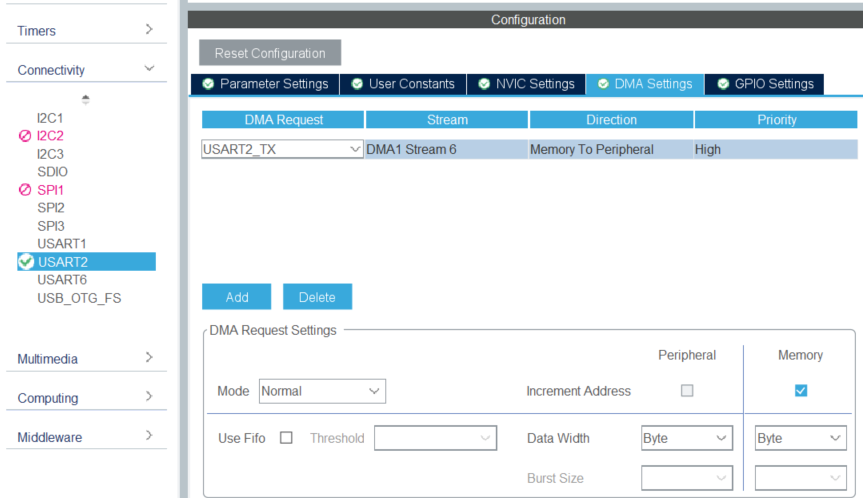 Configuration
Timers
Connectivity
I2C1
I2C2
I2C3
SDIO
SPI1
SPI2
SPI3
USART1
USART2
USART6
USB_OTG_FS
Multimedia
Computing
Middleware
Reset Configuration
Parameter Settings User Constants NVIC Settings DMA Settings GPIO Settings
DMA Request Stream Direction Priority
USART2_TX DMA1 Stream 6 Memory To Peripheral High
Add Delete
DMA Request Settings
Peripheral Memory
Mode Normal Increment Address
Use Fifo Threshold Data Width Byte Byte
Burst Size